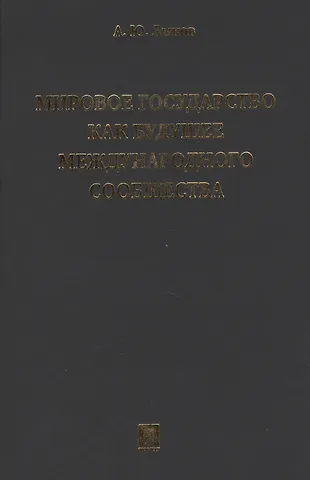 А. Ю.
МИРОВОЕ ГОСУДАРСТВО
КАК БУДУЩЕЕ
МЕЖДУНАРОДНОГО
СООБЩЕСТВА